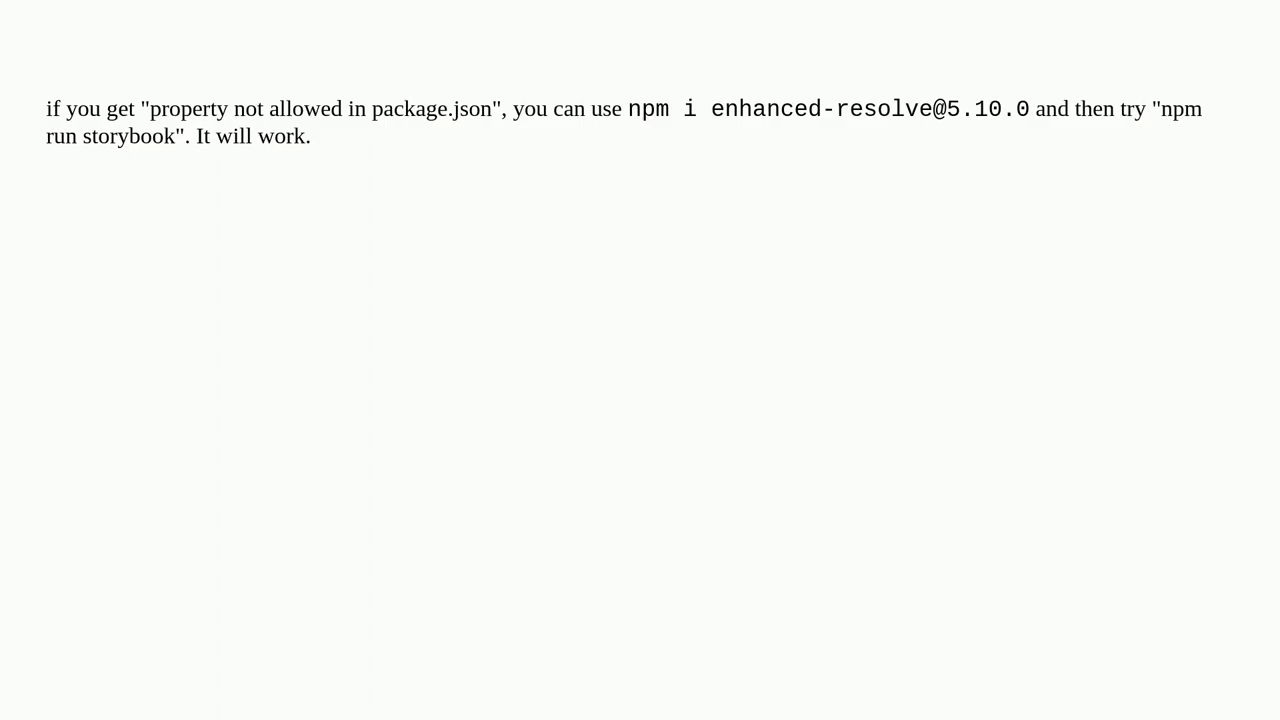 if you get "property not allowed in package.json", you can use npm i enhanced-resolve@5.10.0 and then try "npm
run storybook". It will work.